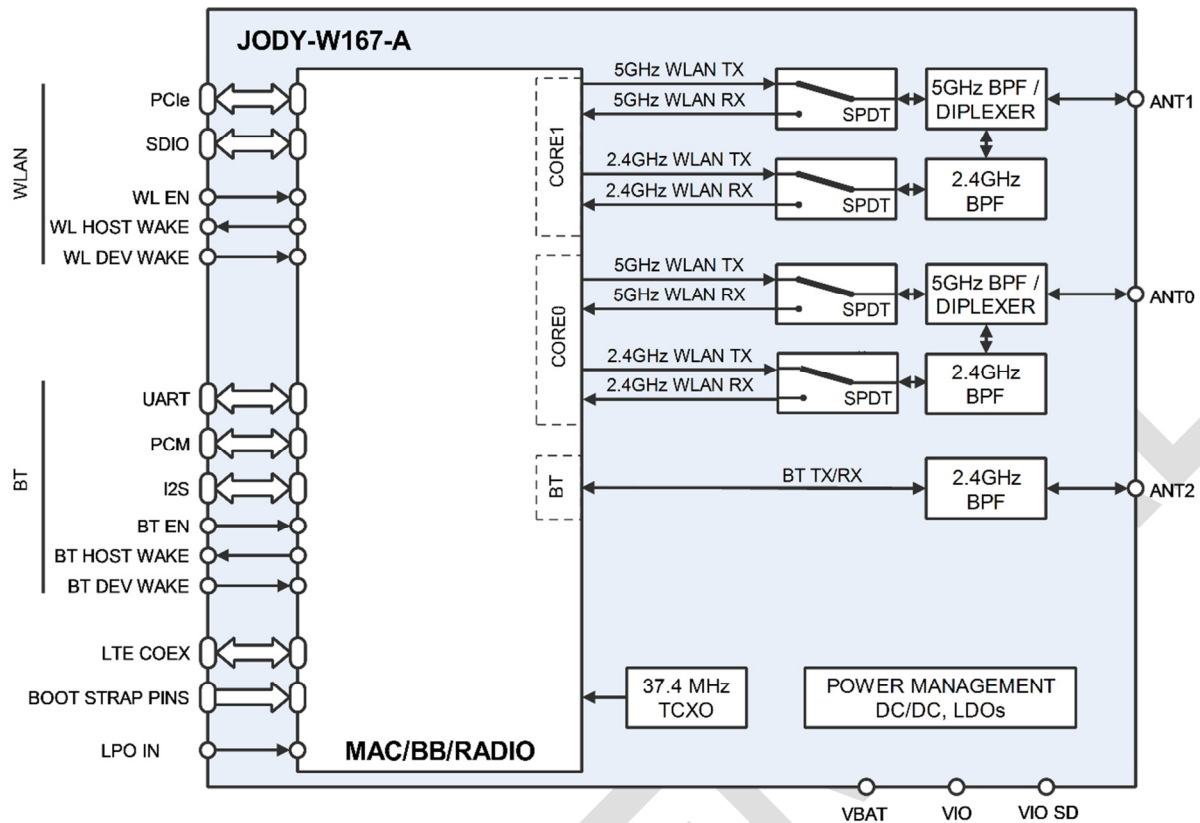 JODY-W167-A
WLAN
PCIe
SDIO
WL EN
WL HOST WAKE
WL DEV WAKE
BT
UART
PCM
I2S
BT EN
BT HOST WAKE
BT DEV WAKE
LTE COEX
BOOT STRAP PINS
LPO IN
MAC/BB/RADIO
CORE1
5GHz WLAN TX
5GHz WLAN RX
SPDT
5GHz BPF /
DIPLEXER
ANT1
2.4GHz WLAN TX
2.4GHz WLAN RX
SPDT
2.4GHz
BPF
CORE0
5GHz WLAN TX
5GHz WLAN RX
SPDT
5GHz BPF /
DIPLEXER
ANT0
2.4GHz WLAN TX
2.4GHz WLAN RX
SPDT
2.4GHz
BPF
BT
BT TX/RX
2.4GHz
BPF
ANT2
37.4 MHz
TCXO
POWER MANAGEMENT
DC/DC, LDOs
VBAT
VIO
VIO SD